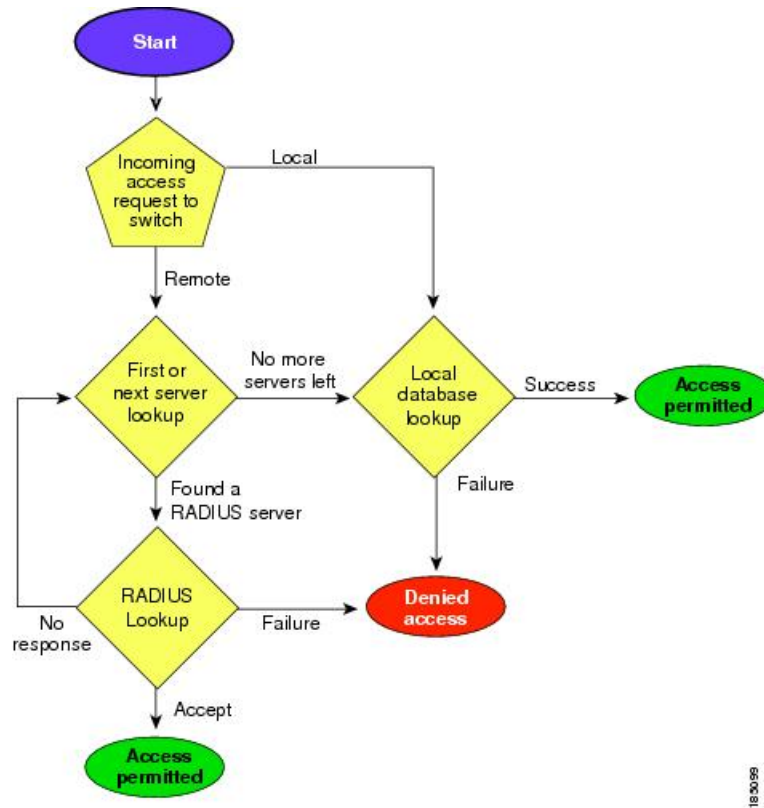 Start
Incoming
access
request to
switch
Local
Remote
First or
next server
lookup
No more
servers left
Local
database
lookup
Success
Access
permitted
Found a
RADIUS server
Failure
RADIUS
Lookup
No
response
Failure
Denied
access
Accept
Access
permitted
185099